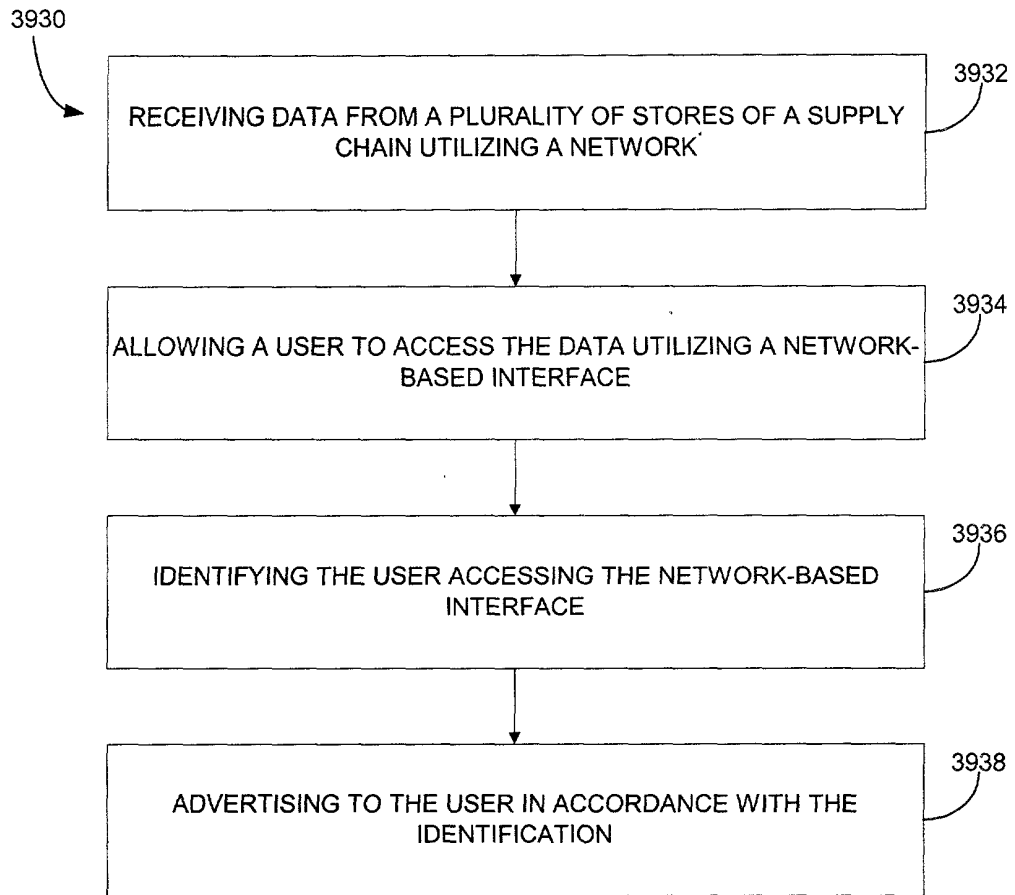 3930
3932
RECEIVING DATA FROM A PLURALITY OF STORES OF A SUPPLY
CHAIN UTILIZING A NETWORK
3934
ALLOWING A USER TO ACCESS THE DATA UTILIZING A NETWORK-
BASED INTERFACE
3936
IDENTIFYING THE USER ACCESSING THE NETWORK-BASED
INTERFACE
3938
ADVERTISING TO THE USER IN ACCORDANCE WITH THE
IDENTIFICATION